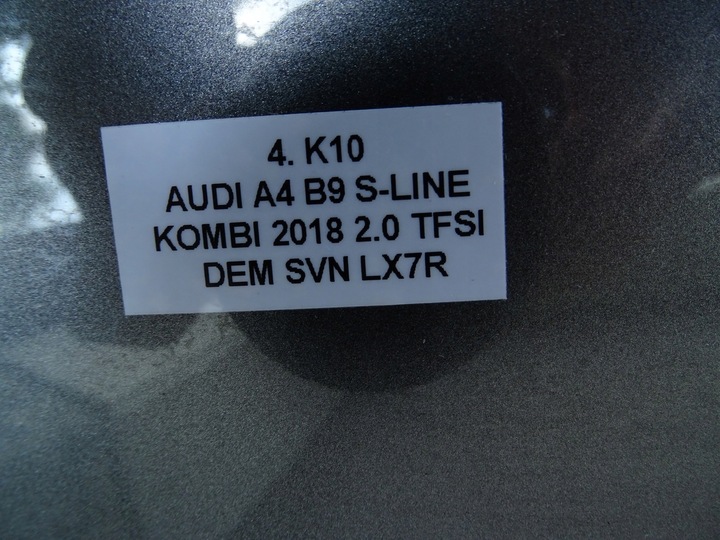 4. K10
AUDI A4 B9 S-LINE
KOMBI 2018 2.0 TFSI
DEM SVN LX7R